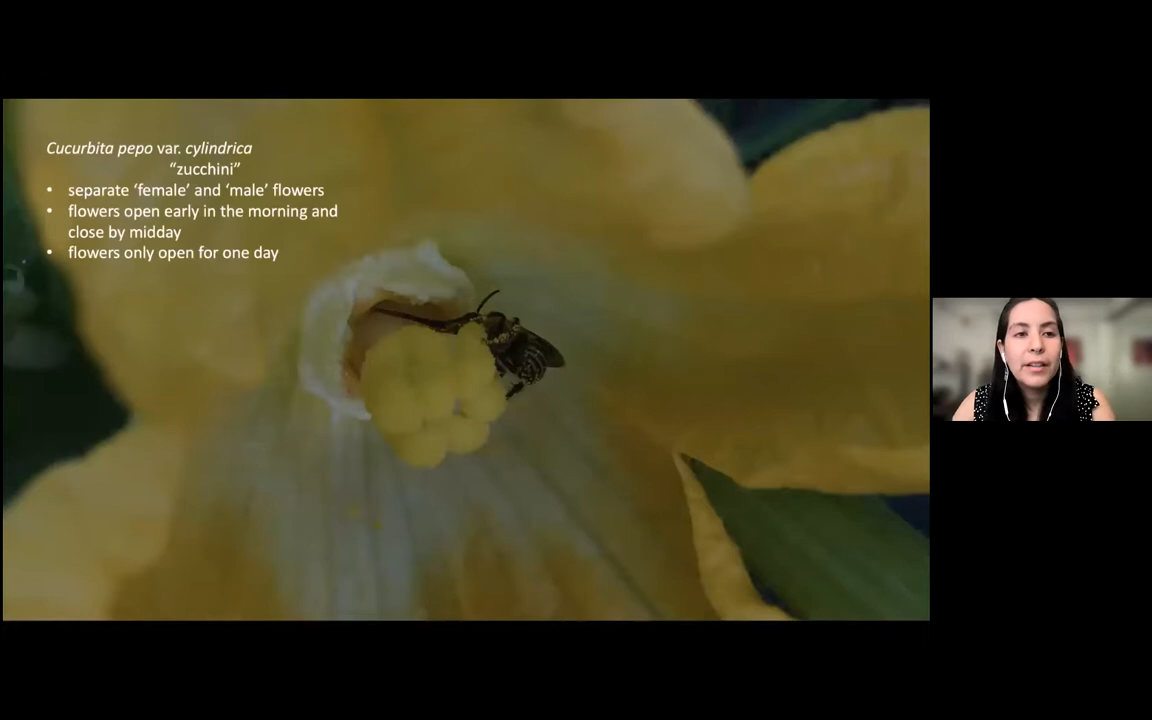 Cucurbita pepo var. cylindrica
“zucchini”
• separate ‘female’ and ‘male’ flowers
• flowers open early in the morning and
close by midday
• flowers only open for one day